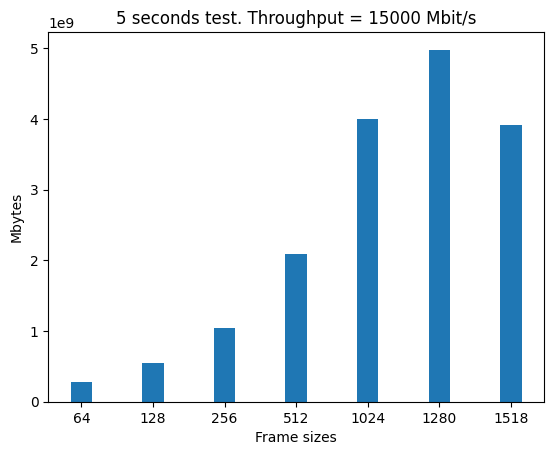 5 seconds test. Throughput = 15000 Mbit/s
1e9
5
4
3
2
1
0
Mbytes
64 128 256 512 1024 1280 1518
Frame sizes